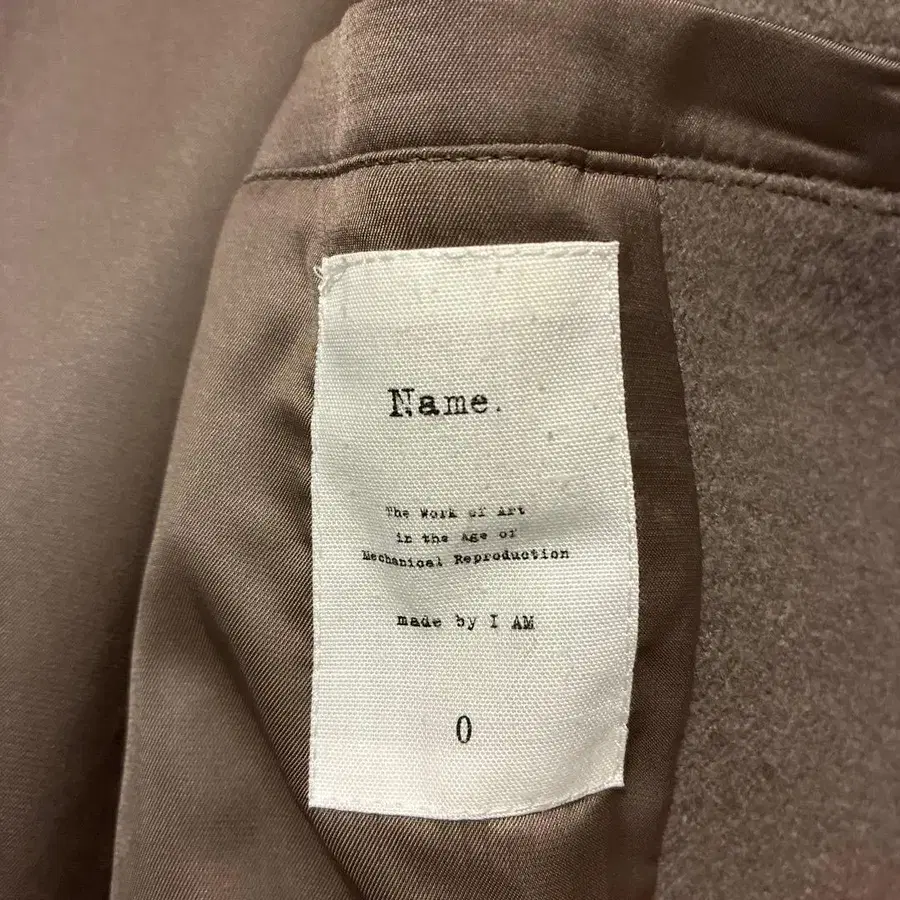 Name.
The Work of Art
in the Age of
Mechanical Reproduction
made by I AM
0